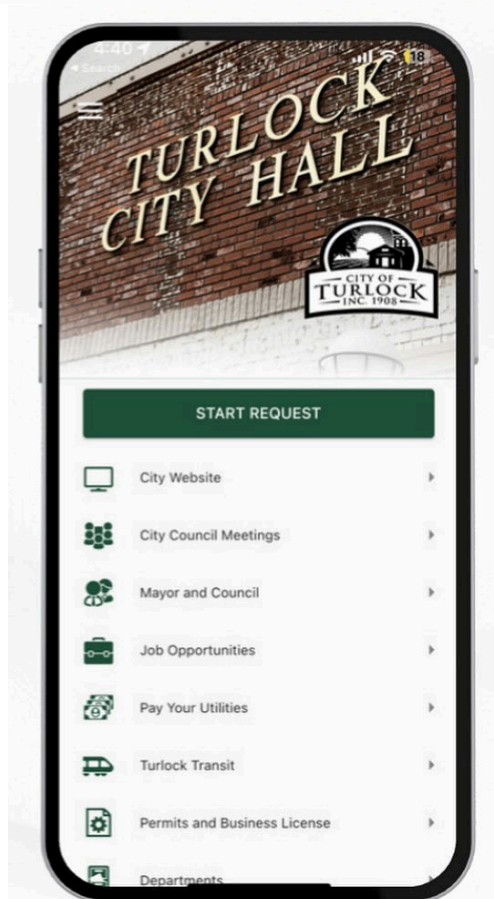 4:40
◂ Search
18
TURLOCK
CITY HALL
CITY OF
TURLOCK
INC. 1908
START REQUEST
City Website
City Council Meetings
Mayor and Council
Job Opportunities
Pay Your Utilities
Turlock Transit
Permits and Business License
Departments